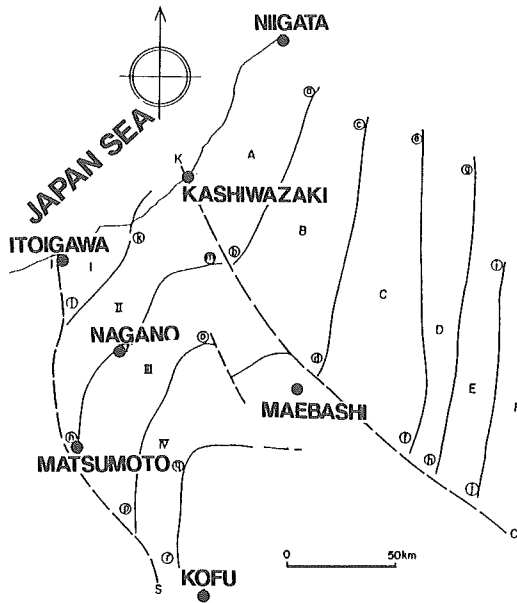 NIIGATA
ⓐ
ⓒ
ⓔ
JAPAN SEA
K
A
ⓖ
KASHIWAZAKI
ITOIGAWA
I
I
ⓚ
B
ⓜ
ⓑ
ⓘ
ⓛ
II
C
NAGANO
ⓞ
D
III
ⓓ
E
MAEBASHI
F
ⓝ
MATSUMOTO
IV
ⓠ
ⓕ
ⓗ
ⓙ
ⓟ
C
ⓡ
0
50km
S
KOFU